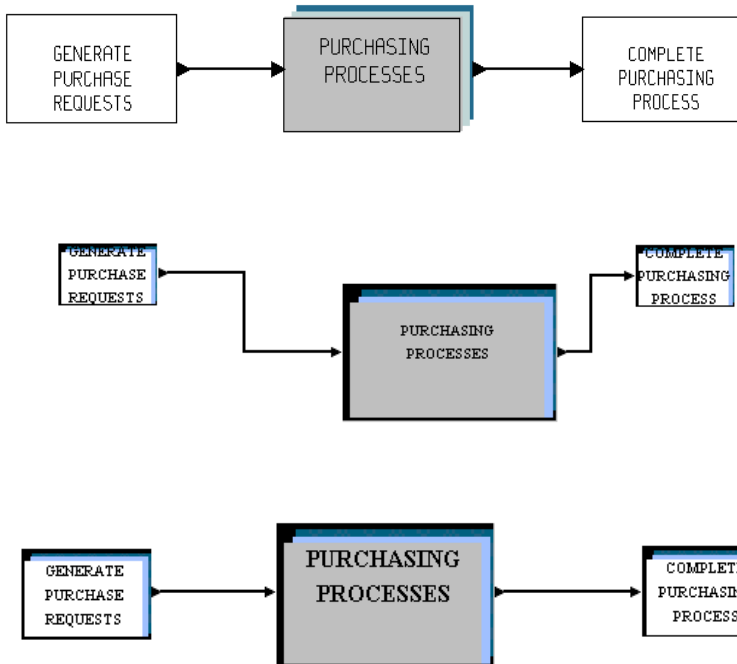 GENERATE
PURCHASE
REQUESTS
PURCHASING
PROCESSES
COMPLETE
PURCHASING
PROCESS
GENERATE
PURCHASE
REQUESTS
PURCHASING
PROCESSES
COMPLETE
PURCHASING
PROCESS
GENERATE
PURCHASE
REQUESTS
PURCHASING
PROCESSES
COMPLETE
PURCHASIN
PROCESS